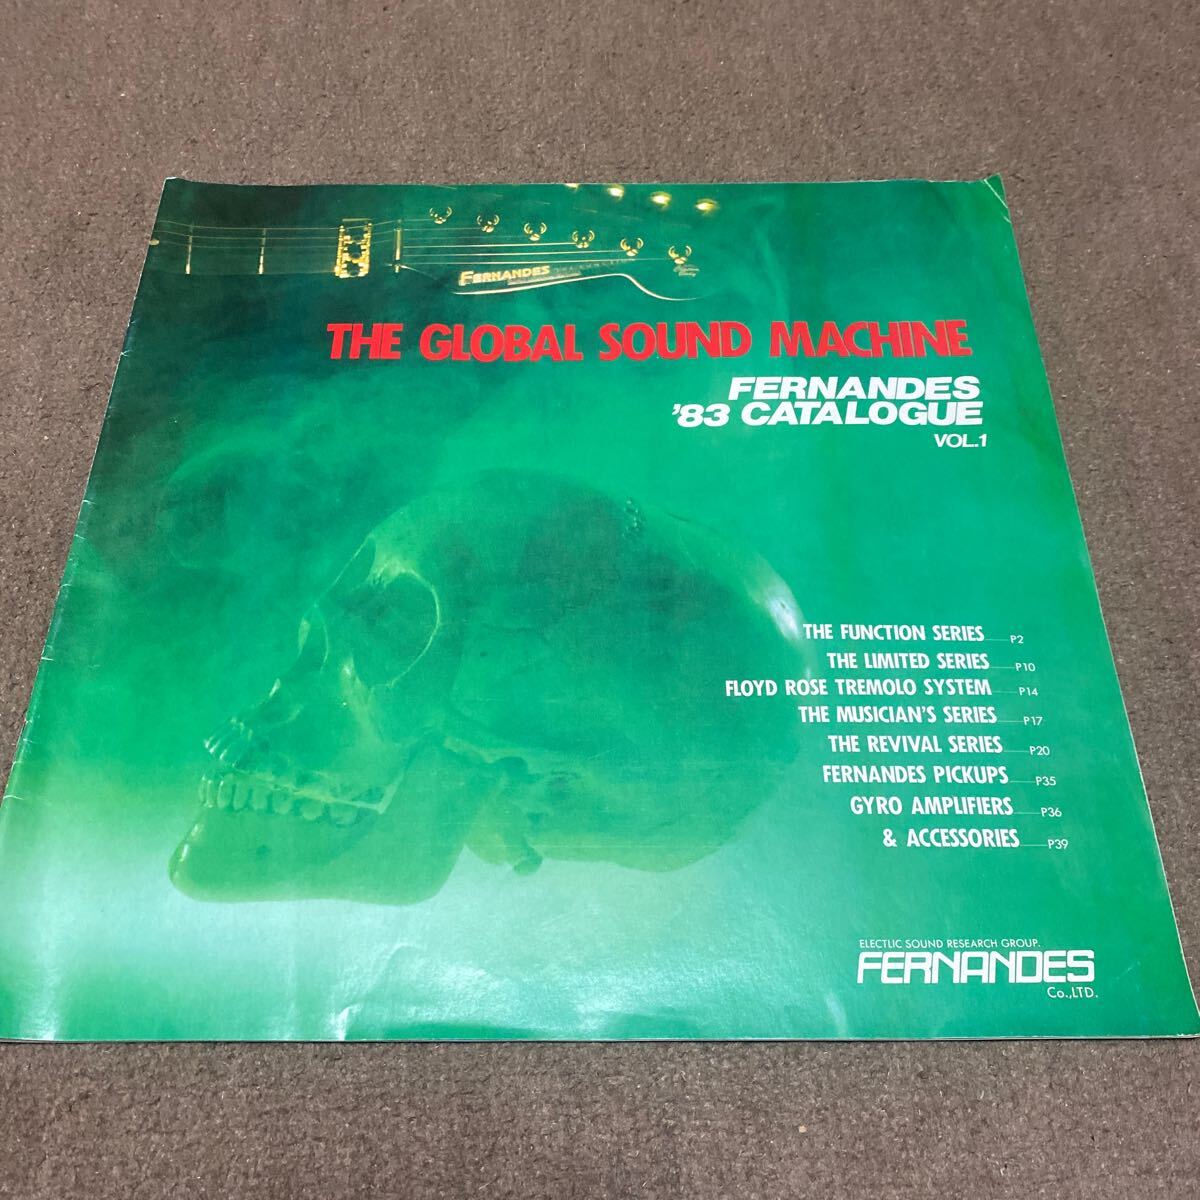 FERNANDES
THE GLOBAL SOUND MACHINE
FERNANDES
'83 CATALOGUE
VOL.1
THE FUNCTION SERIES P2
THE LIMITED SERIES P10
FLOYD ROSE TREMOLO SYSTEM P14
THE MUSICIAN'S SERIES P17
THE REVIVAL SERIES P20
FERNANDES PICKUPS P35
GYRO AMPLIFIERS P36
& ACCESSORIES P39
ELECTLIC SOUND RESEARCH GROUP.
FERNANDES
Co.,LTD.